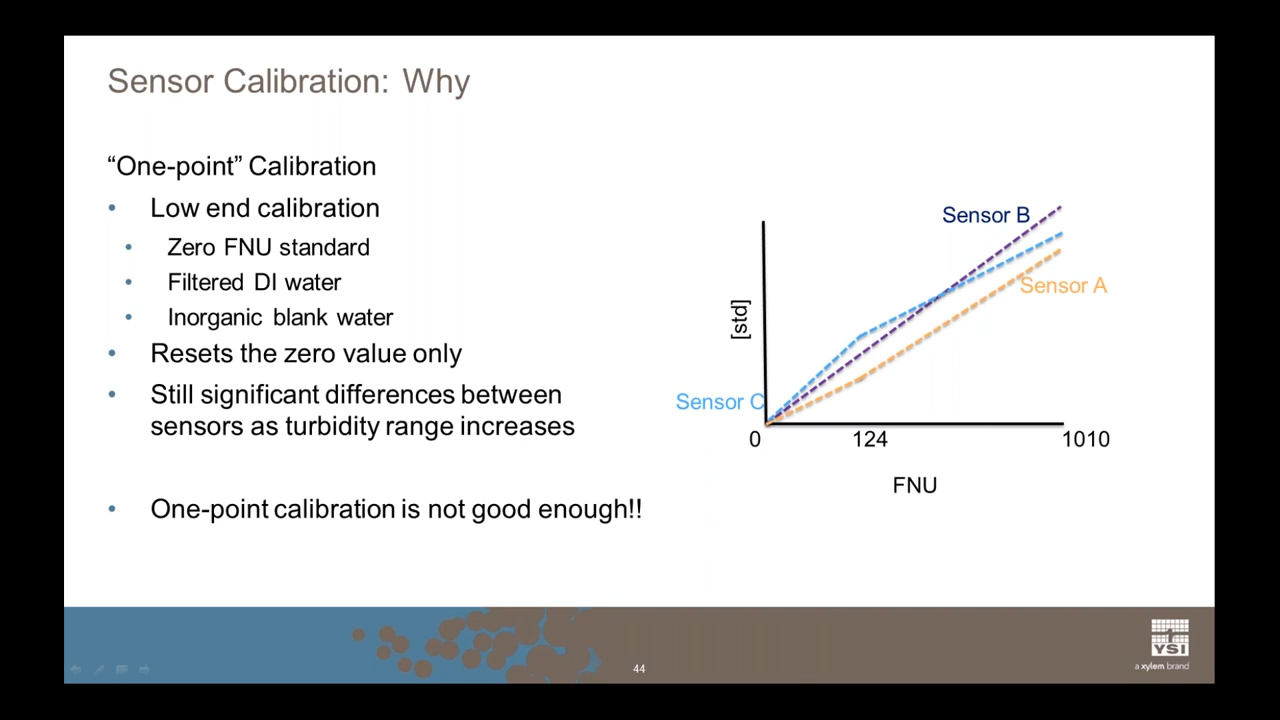 Sensor Calibration: Why
“One-point” Calibration
• Low end calibration
• Zero FNU standard
• Filtered DI water
• Inorganic blank water
• Resets the zero value only
• Still significant differences between
sensors as turbidity range increases
• One-point calibration is not good enough!!
Sensor B
Sensor A
[std]
Sensor C
0
124
1010
FNU
44
YSI
a xylem brand